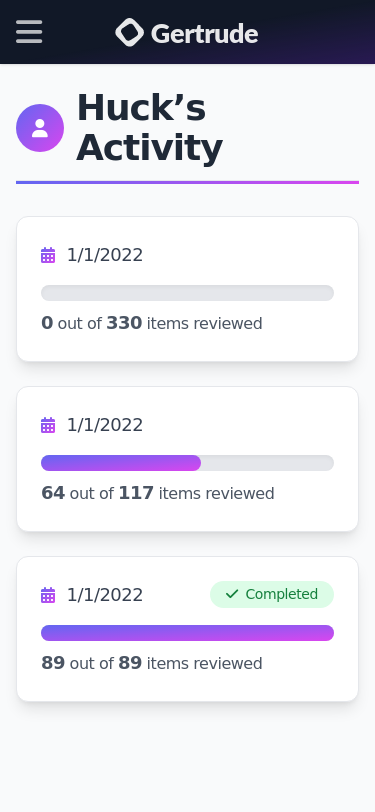 Gertrude
Huck’s
Activity
1/1/2022
0 out of 330 items reviewed
1/1/2022
64 out of 117 items reviewed
1/1/2022
Completed
89 out of 89 items reviewed